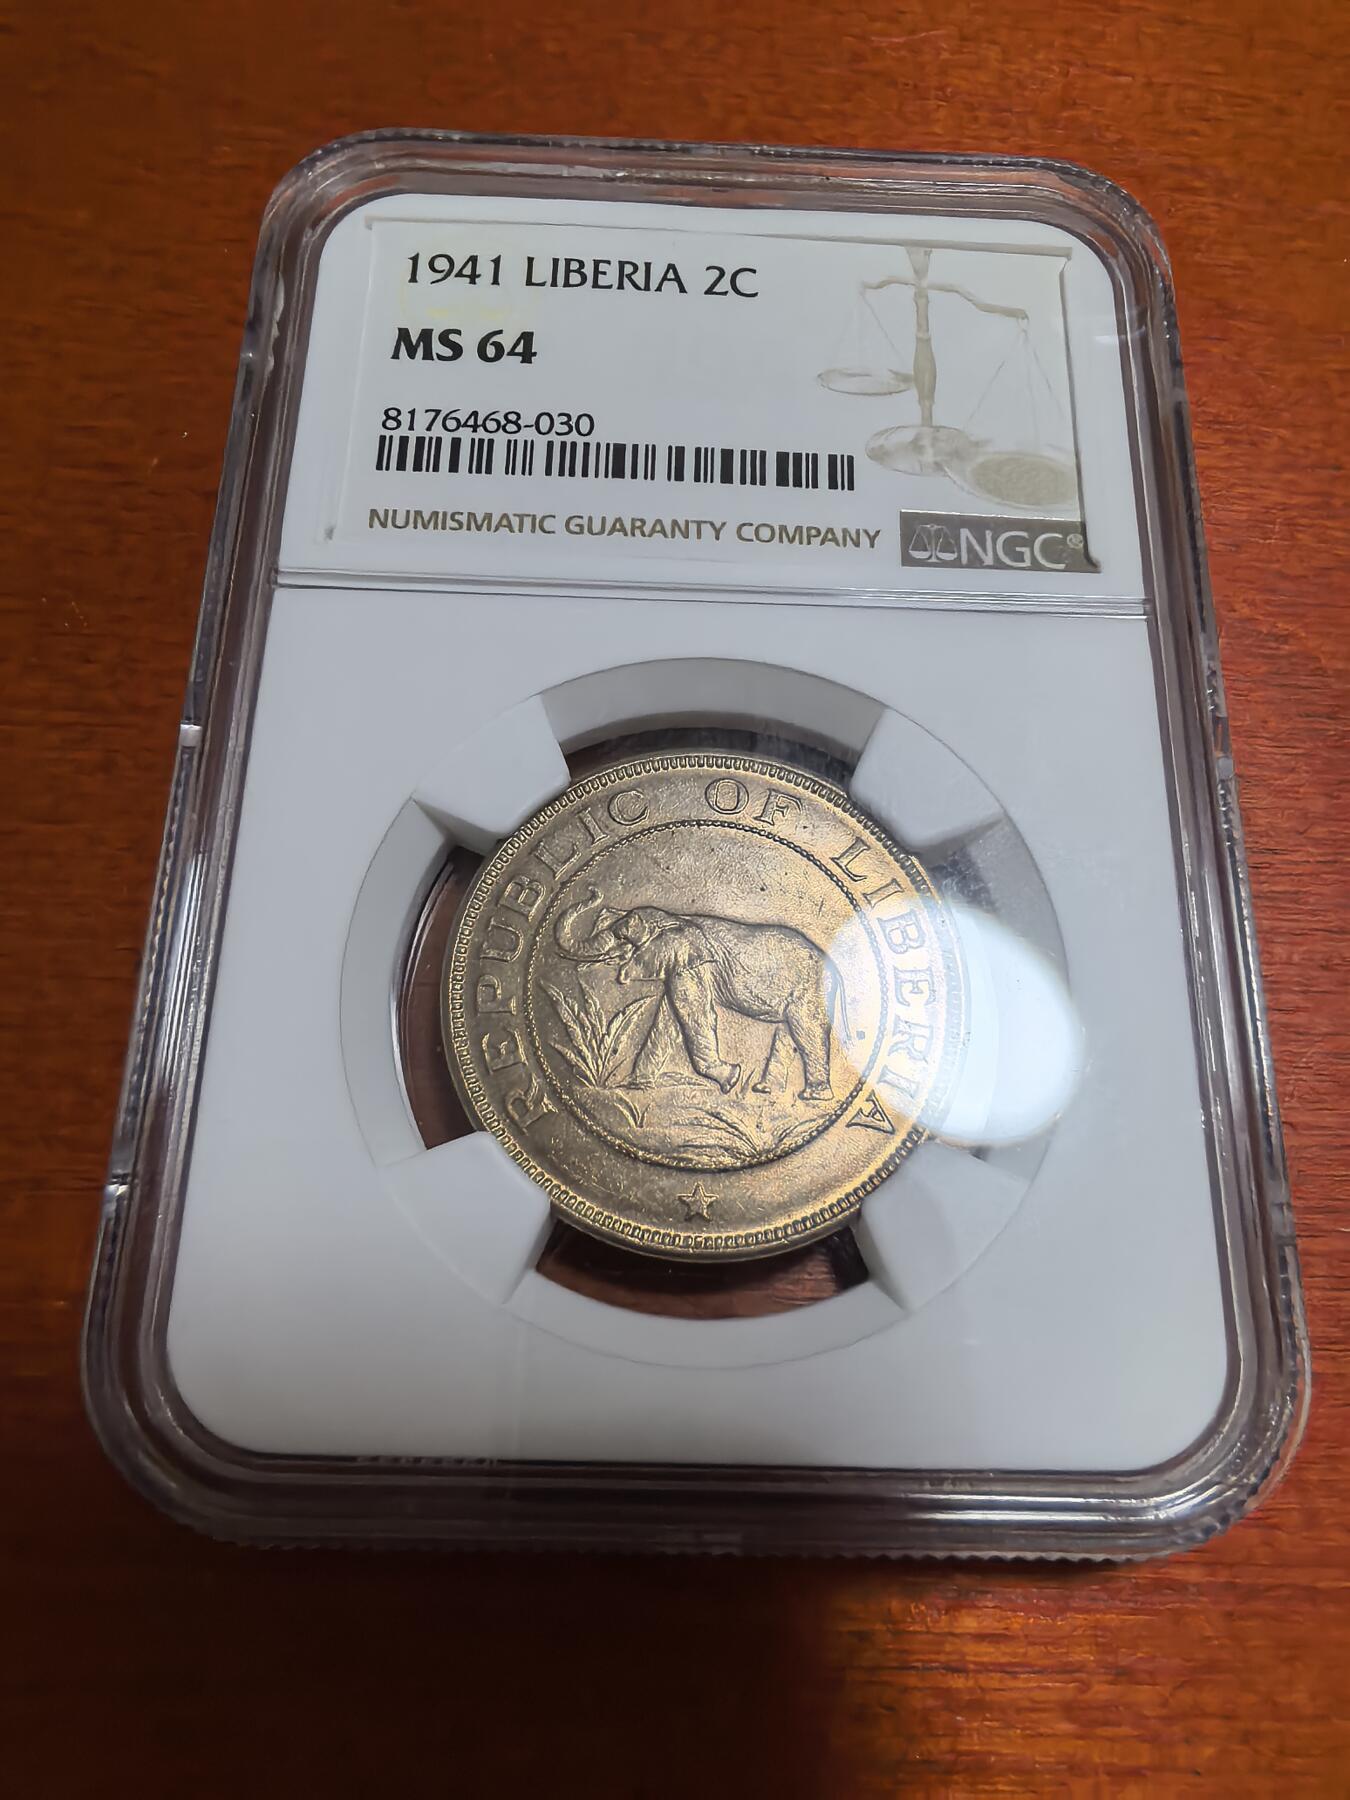 1941 LIBERIA 2C
MS 64
8176468-030
NUMISMATIC GUARANTY COMPANY
NGC®
REPUBLIC OF LIBERIA